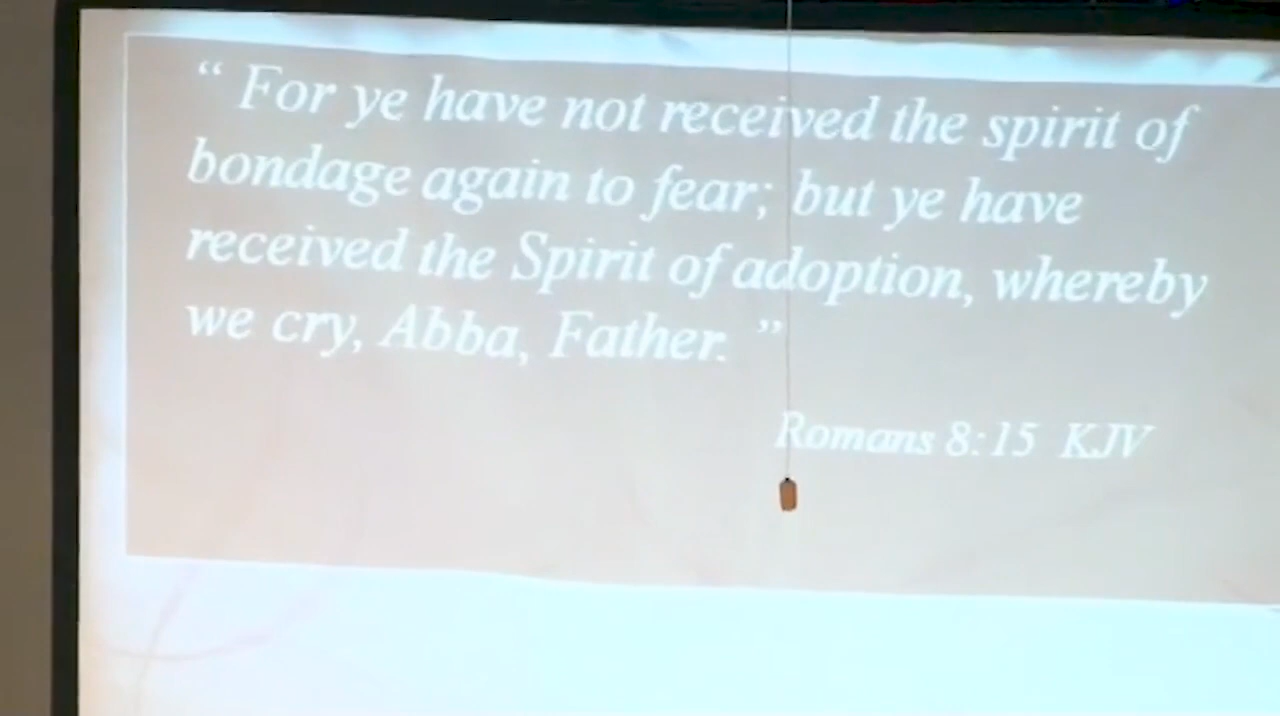 “ For ye have not received the spirit of
bondage again to fear; but ye have
received the Spirit of adoption, whereby
we cry, Abba, Father. ”
Romans 8:15 KJV